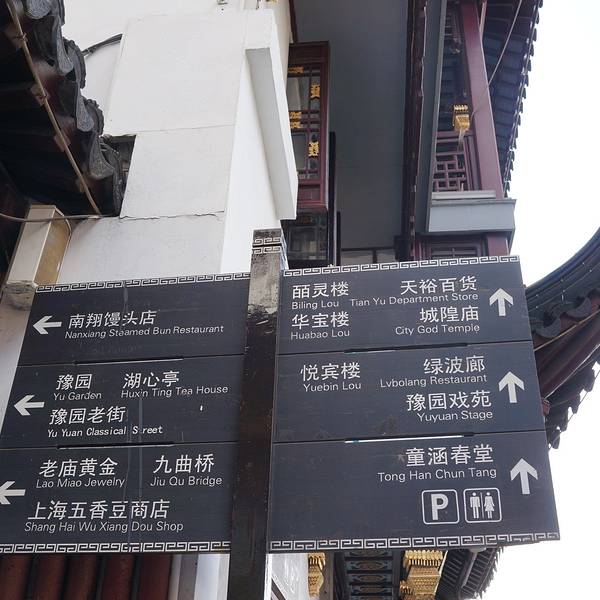 南翔馒头店
Nanxiang Steamed Bun Restaurant
豫园 湖心亭
Yu Garden Huxin Ting Tea House
豫园老街
Yu Yuan Classical Street
老庙黄金 九曲桥
Lao Miao Jewelry Jiu Qu Bridge
上海五香豆商店
Shang Hai Wu Xiang Dou Shop
皕灵楼 天裕百货
Biling Lou Tian Yu Department Store
华宝楼 城隍庙
Huabao Lou City God Temple
悦宾楼 绿波廊
Yuebin Lou Lvbolang Restaurant
豫园戏苑
Yuyuan Stage
童涵春堂
Tong Han Chun Tang
P